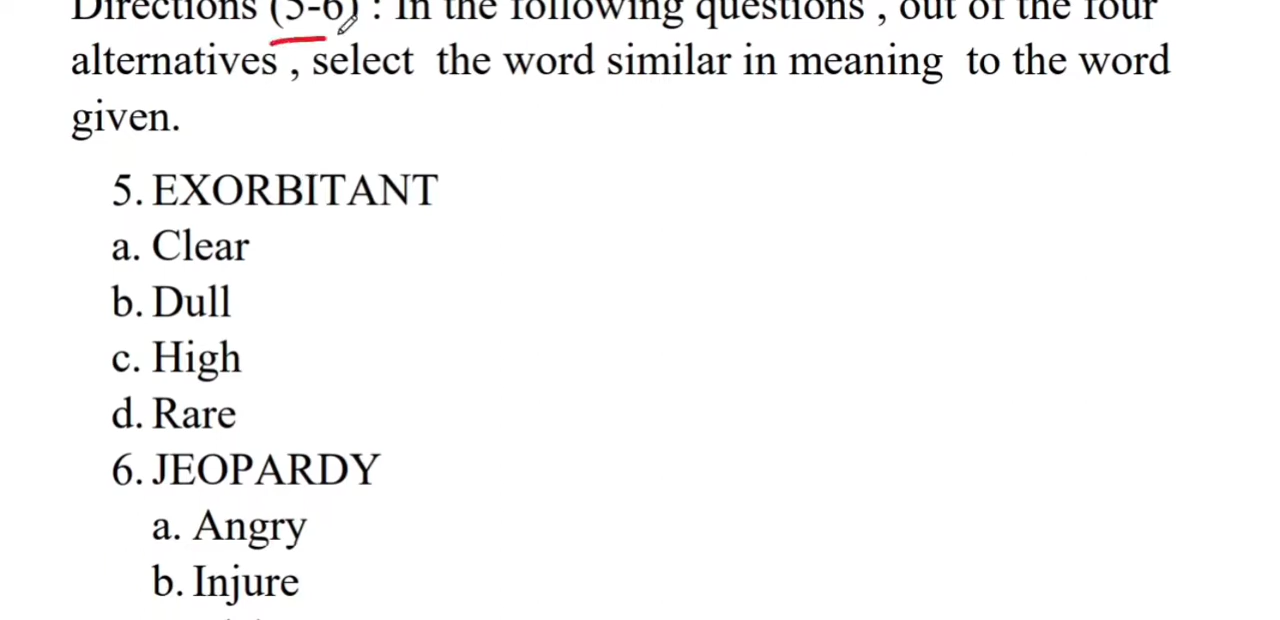 Directions (5-6) : In the following questions , out of the four
alternatives , select the word similar in meaning to the word
given.
5. EXORBITANT
a. Clear
b. Dull
c. High
d. Rare
6. JEOPARDY
a. Angry
b. Injure